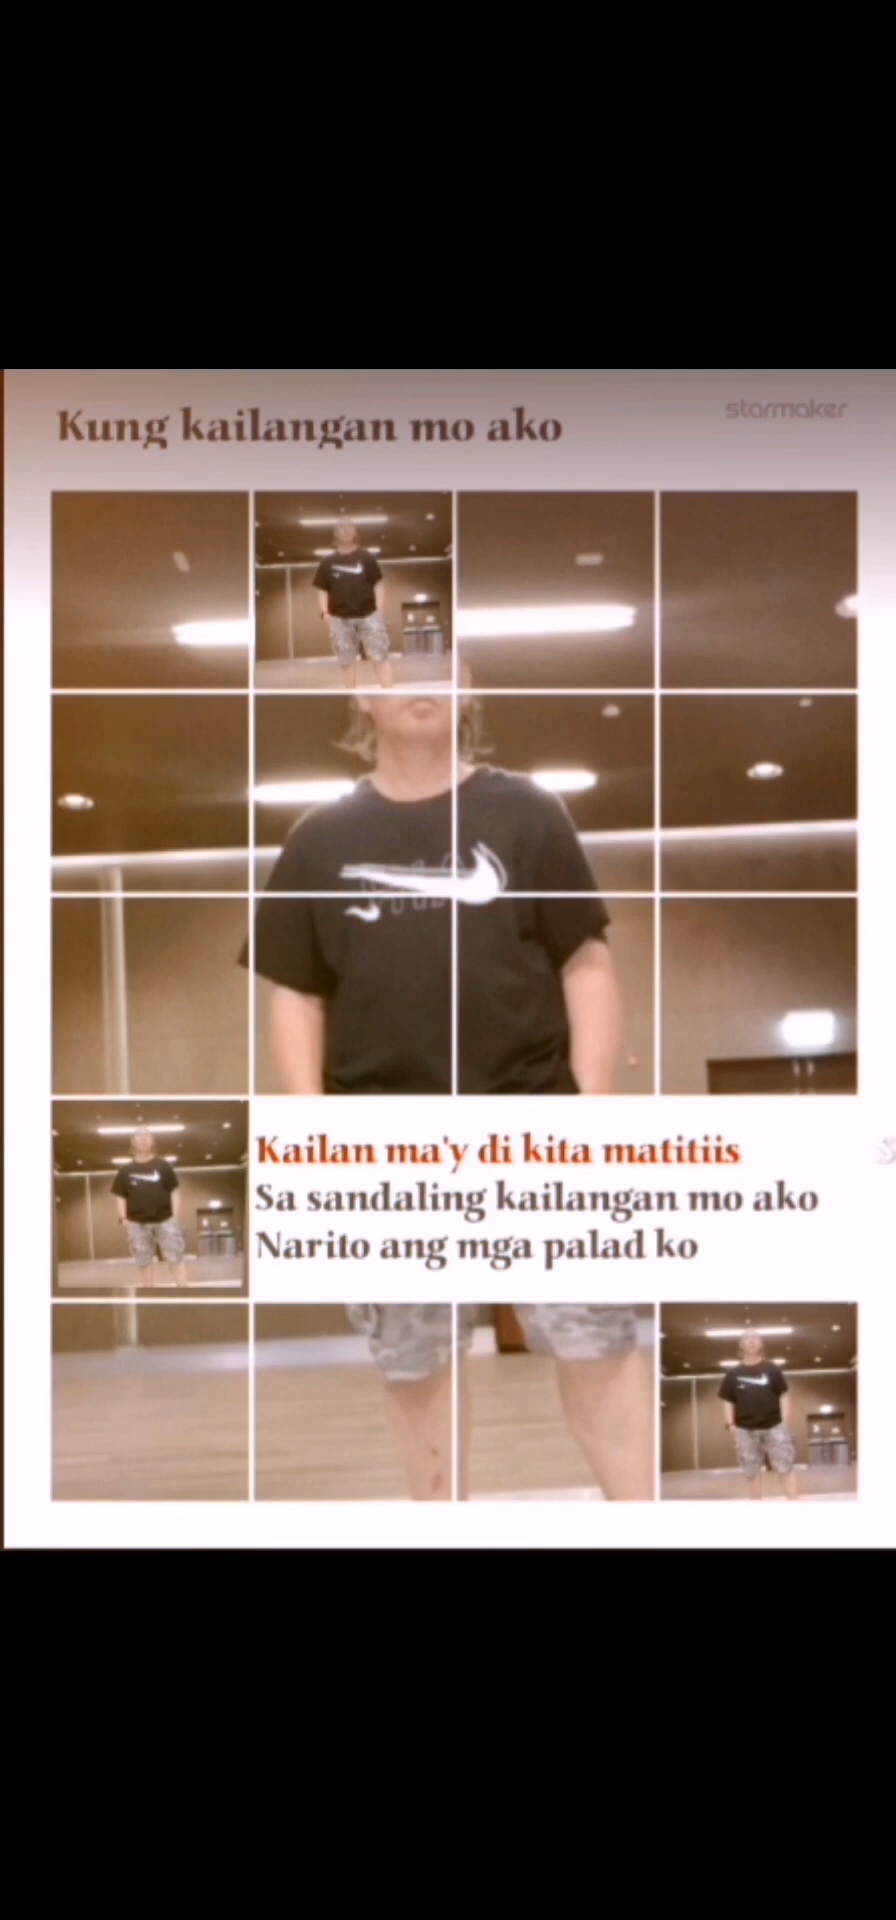 Kung kailangan mo ako
starmaker
Kailan ma'y di kita matitiis
Sa sandaling kailangan mo ako
Narito ang mga palad ko